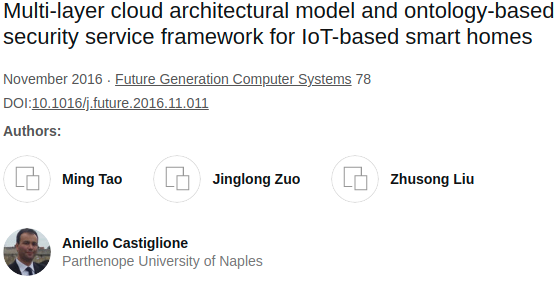 Multi-layer cloud architectural model and ontology-based
security service framework for IoT-based smart homes
November 2016 · Future Generation Computer Systems 78
DOI:10.1016/j.future.2016.11.011
Authors:
Ming Tao Jinglong Zuo Zhusong Liu
Aniello Castiglione
Parthenope University of Naples